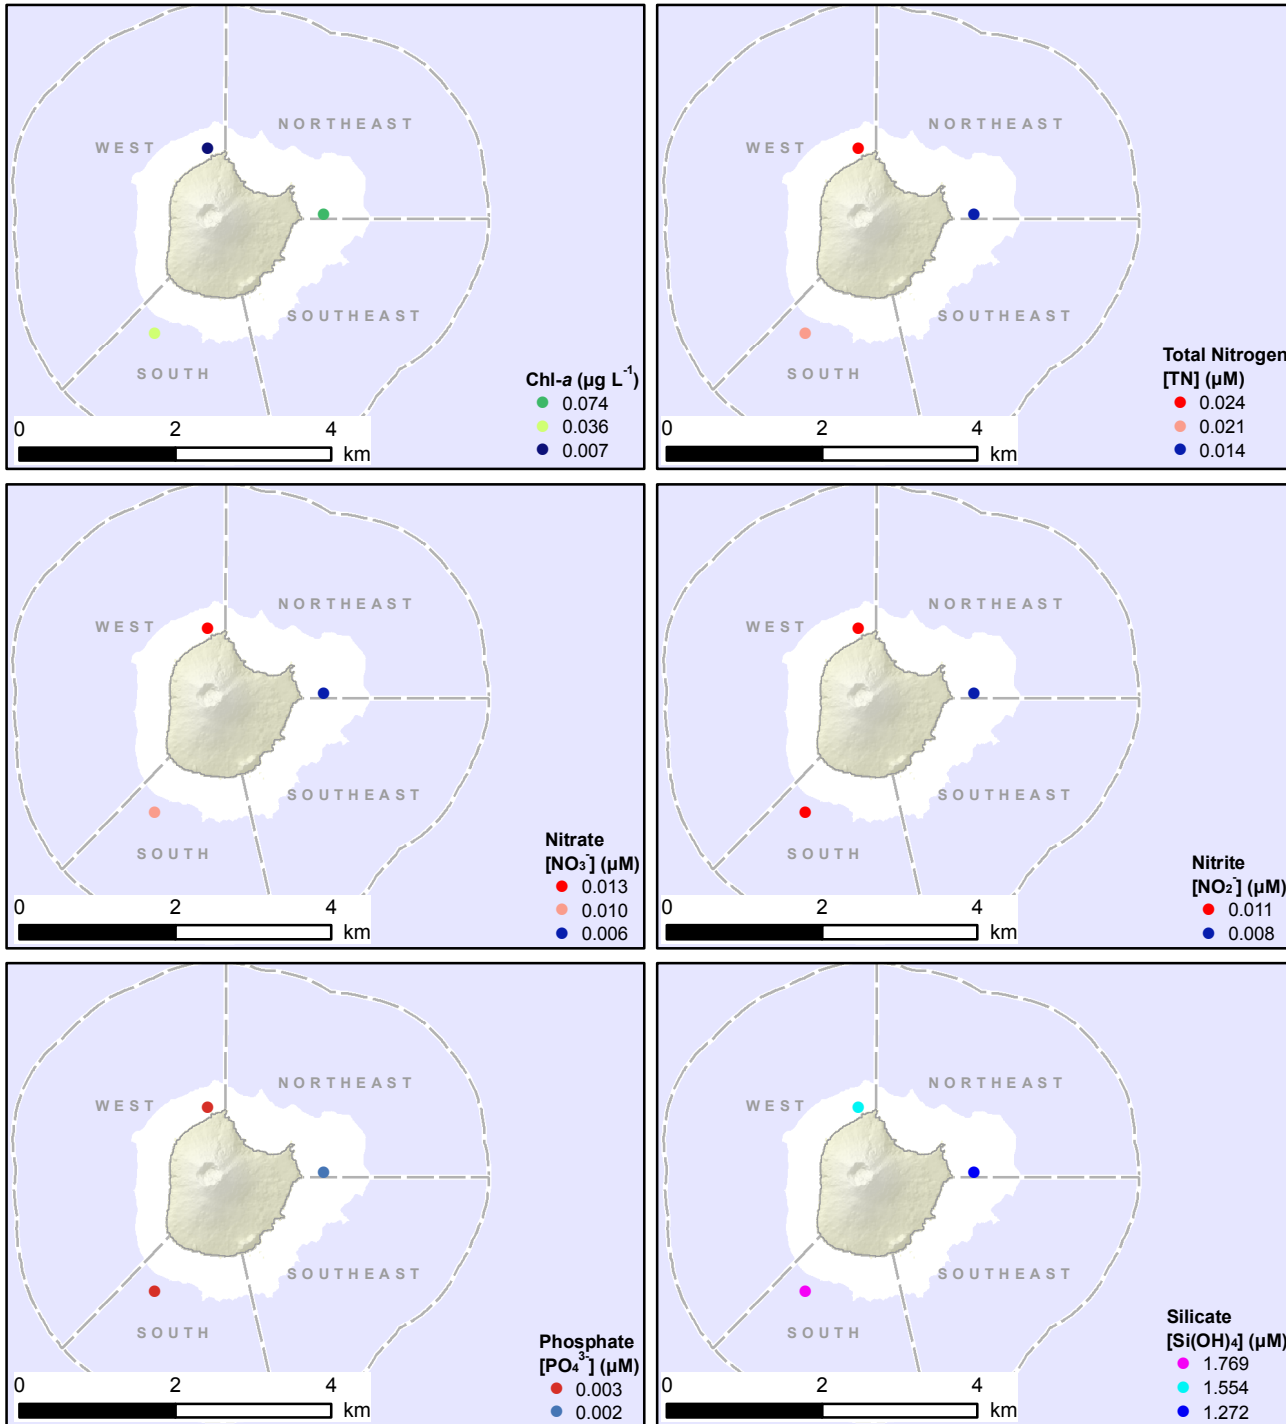 NORTHEAST
WEST
SOUTHEAST
SOUTH
Chl-a (µg L⁻¹)
0.074
0.036
0.007
0 2 4
km
NORTHEAST
WEST
SOUTHEAST
Total Nitrogen
[TN] (µM)
SOUTH
0.024
0.021
0.014
0 2 4
km
NORTHEAST
WEST
SOUTHEAST
Nitrate
[NO₃⁻] (µM)
SOUTH
0.013
0.010
0.006
0 2 4
km
NORTHEAST
WEST
SOUTHEAST
SOUTH
Nitrite
[NO₂⁻] (µM)
0.011
0.008
0 2 4
km
NORTHEAST
WEST
SOUTHEAST
SOUTH
Phosphate
[PO₄³⁻] (µM)
0.003
0.002
0 2 4
km
NORTHEAST
WEST
SOUTHEAST
SOUTH
Silicate
[Si(OH)₄] (µM)
1.769
1.554
1.272
0 2 4
km